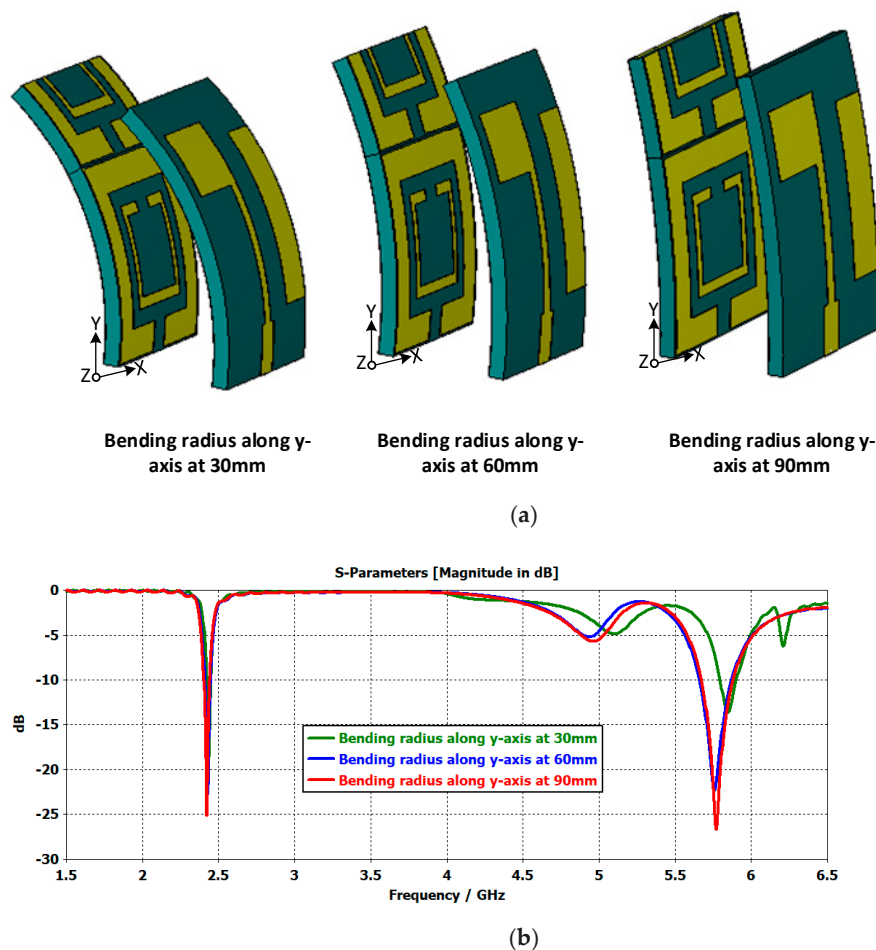 Y
Z
X
Y
Z
X
Y
Z
X
Bending radius along y-
axis at 30mm
Bending radius along y-
axis at 60mm
Bending radius along y-
axis at 90mm
(a)
S-Parameters [Magnitude in dB]
0
-5
-10
-15
-20
-25
-30
dB
Bending radius along y-axis at 30mm
Bending radius along y-axis at 60mm
Bending radius along y-axis at 90mm
1.5 2 2.5 3 3.5 4 4.5 5 5.5 6 6.5
Frequency / GHz
(b)